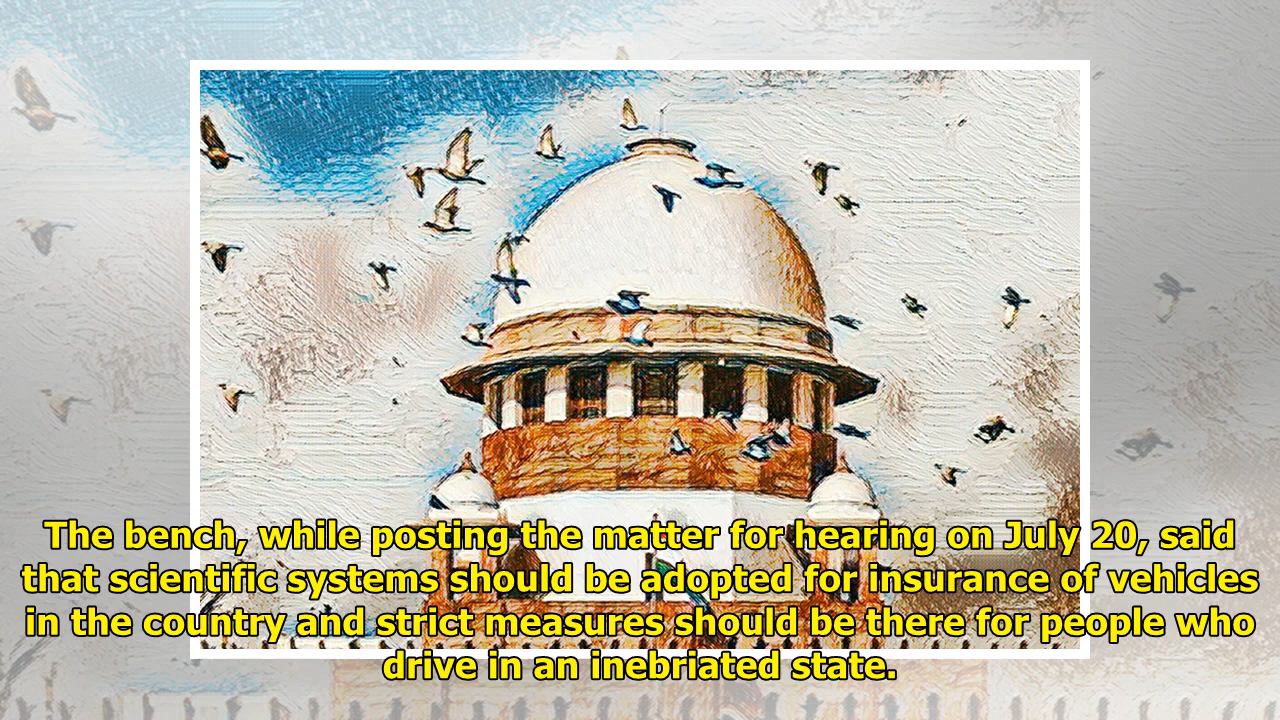 The bench, while posting the matter for hearing on July 20, said
that scientific systems should be adopted for insurance of vehicles
in the country and strict measures should be there for people who
drive in an inebriated state.